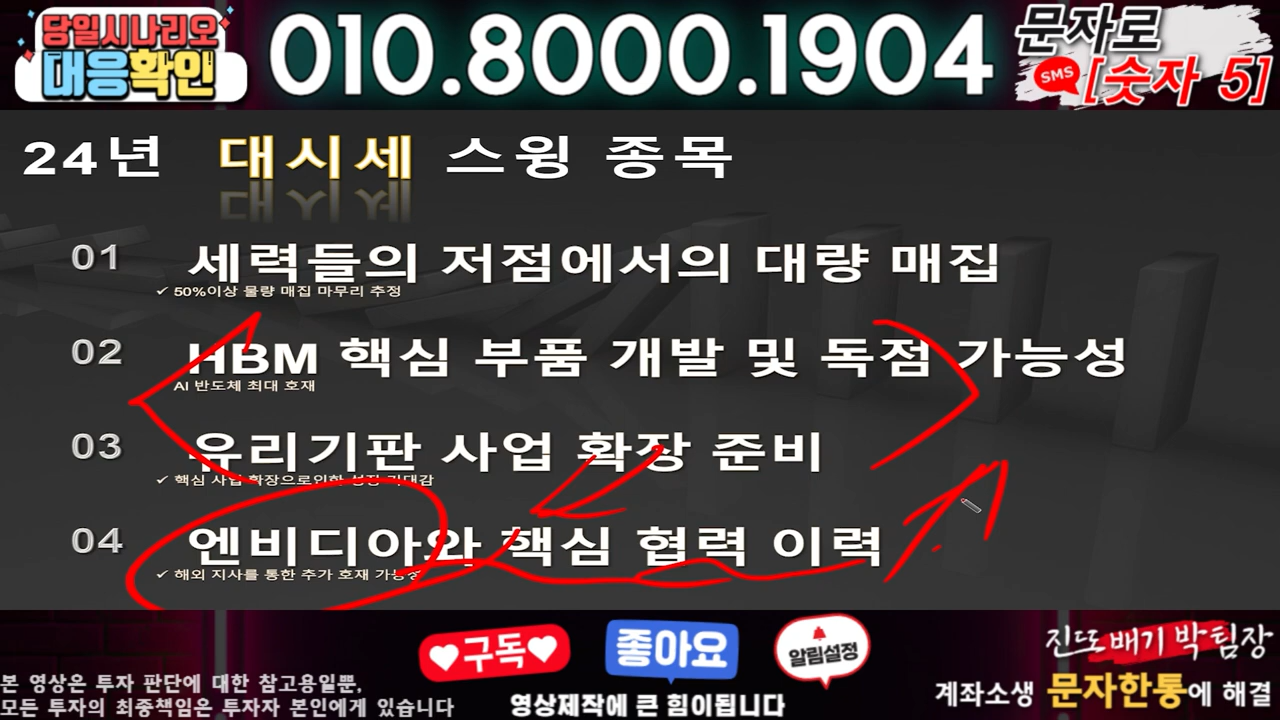 당일시나리오
대응확인
010.8000.1904
문자로
SMS [숫자 5]
24년 대시세 스윙 종목
01 세력들의 저점에서의 대량 매집
✓ 50%이상 물량 매집 마무리 추정
02 HBM 핵심 부품 개발 및 독점 가능성
AI 반도체 최대 호재
03 유리기판 사업 확장 준비
✓ 핵심 사업 확장으로인한 성장 기대감
04 엔비디아와 핵심 협력 이력
✓ 해외 지사를 통한 추가 호재 가능성
구독
좋아요
알림설정
영상제작에 큰 힘이됩니다
본 영상은 투자 판단에 대한 참고용일뿐,
모든 투자의 최종책임은 투자자 본인에게 있습니다
진또배기 박팀장
계좌소생 문자한통에 해결